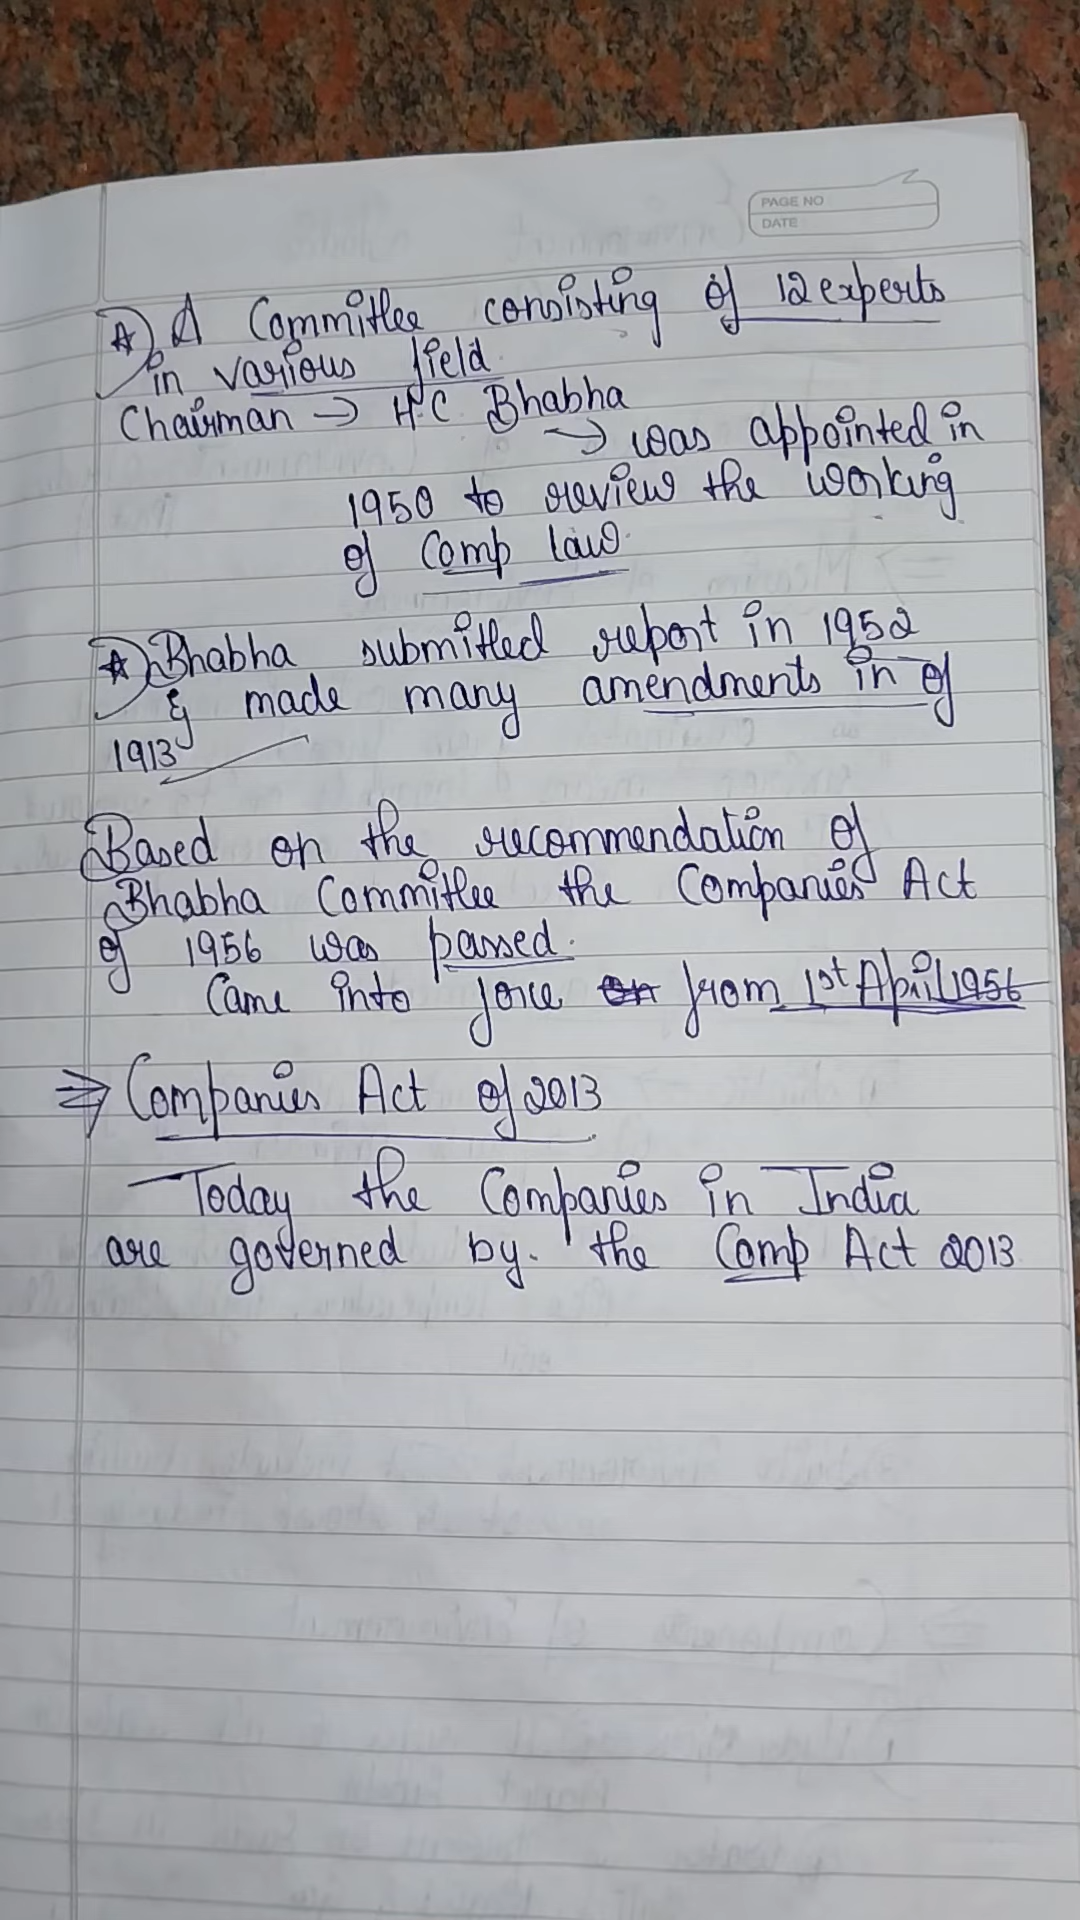 PAGE NO
DATE
A Committee consisting of 12 experts
in various field
Chairman → H.C Bhabha
→ was appointed in
1950 to review the working
of Comp law.
Bhabha submitted report in 1952
& made many amendments in of
1913
Based on the recommendation of
Bhabha Committee the Companies Act
of 1956 was passed.
Came into force on from 1st April 1956
⇒ Companies Act of 2013
Today the Companies in India
are governed by. the Comp Act 2013